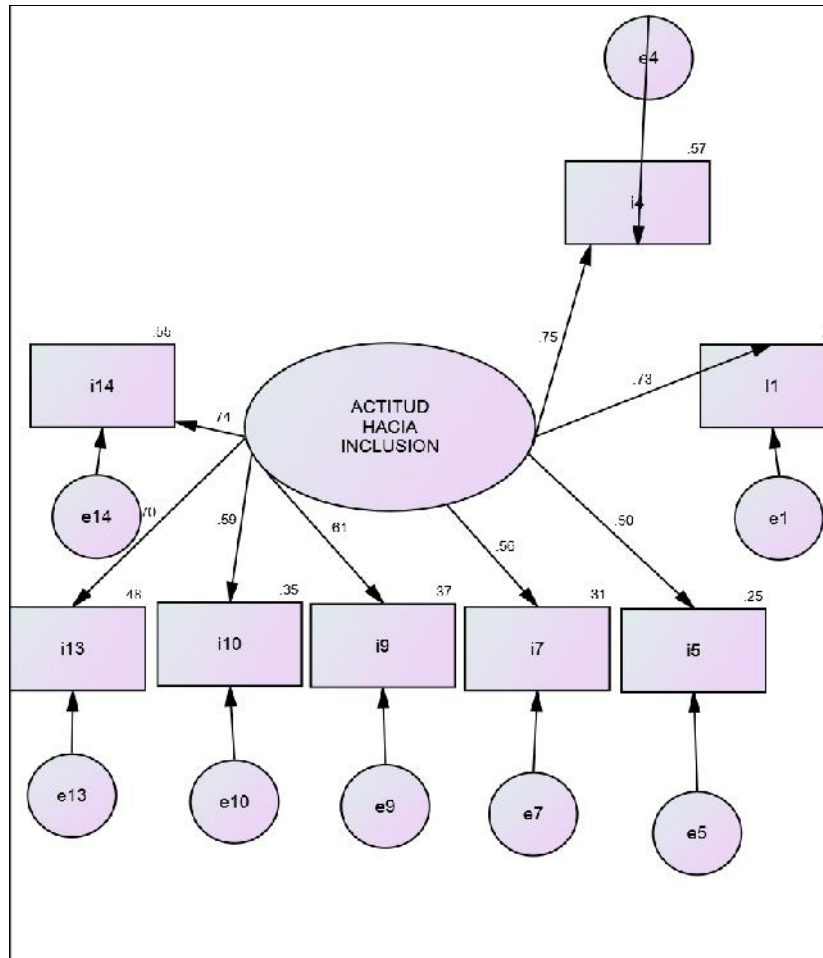 e4
.57
i4
.75
.55
i14
74
ACTITUD
HACIA
INCLUSION
.73
I1
e14
70
.59
61
.56
.50
e1
48
i13
.35
i10
37
i9
31
i7
.25
i5
e13
e10
e9
e7
e5